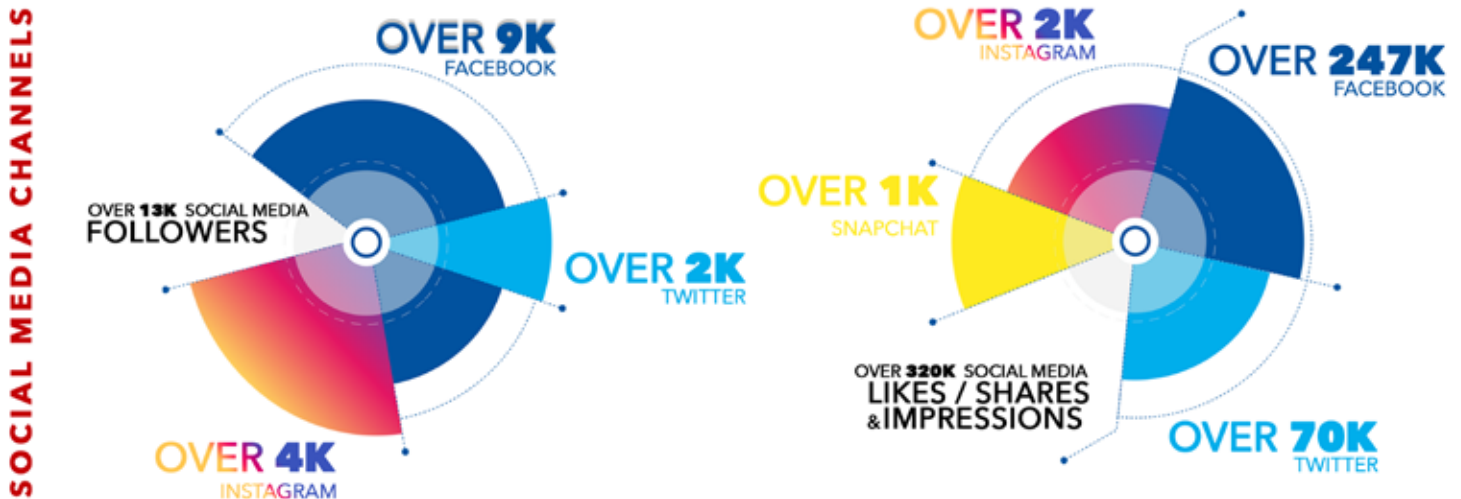 SOCIAL MEDIA CHANNELS
OVER 9K
FACEBOOK
OVER 13K SOCIAL MEDIA
FOLLOWERS
OVER 2K
TWITTER
OVER 4K
INSTAGRAM
OVER 2K
INSTAGRAM
OVER 247K
FACEBOOK
OVER 1K
SNAPCHAT
OVER 320K SOCIAL MEDIA
LIKES / SHARES
& IMPRESSIONS
OVER 70K
TWITTER